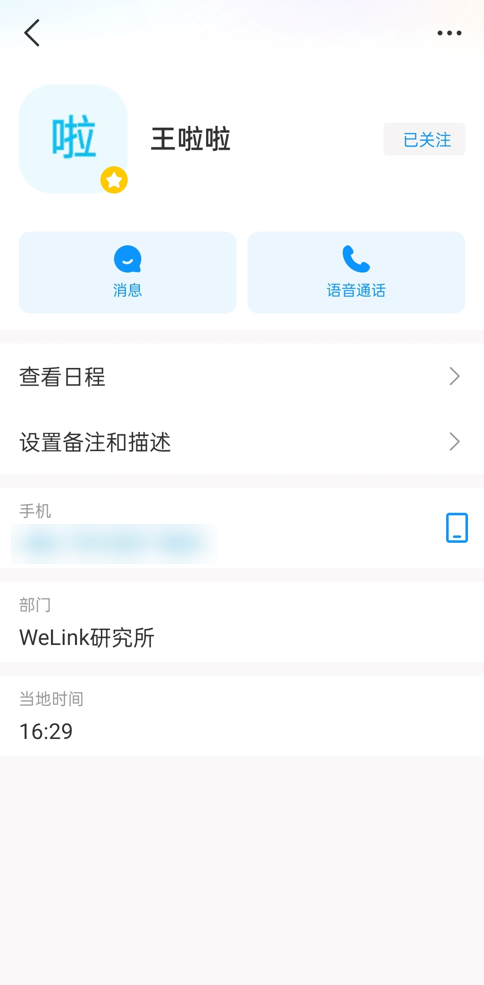 啦
王啦啦
已关注
消息
语音通话
查看日程
设置备注和描述
手机
部门
WeLink研究所
当地时间
16:29